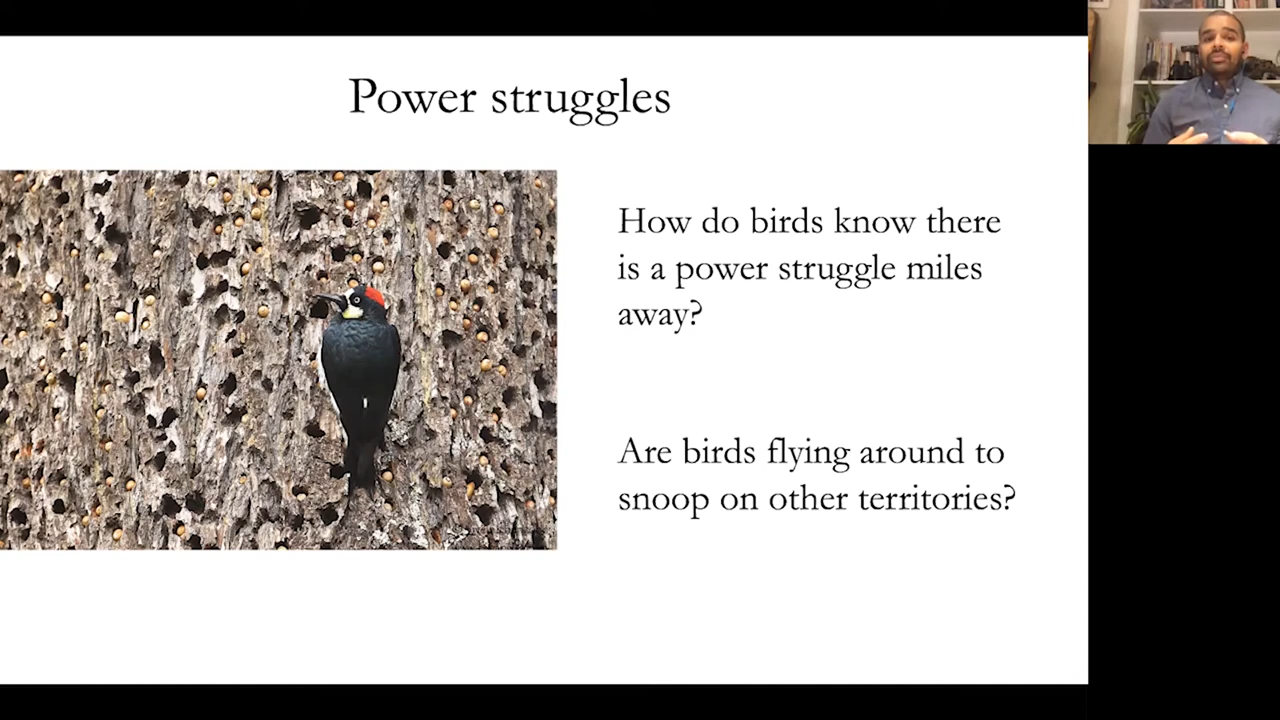 Power struggles
How do birds know there
is a power struggle miles
away?
Are birds flying around to
snoop on other territories?